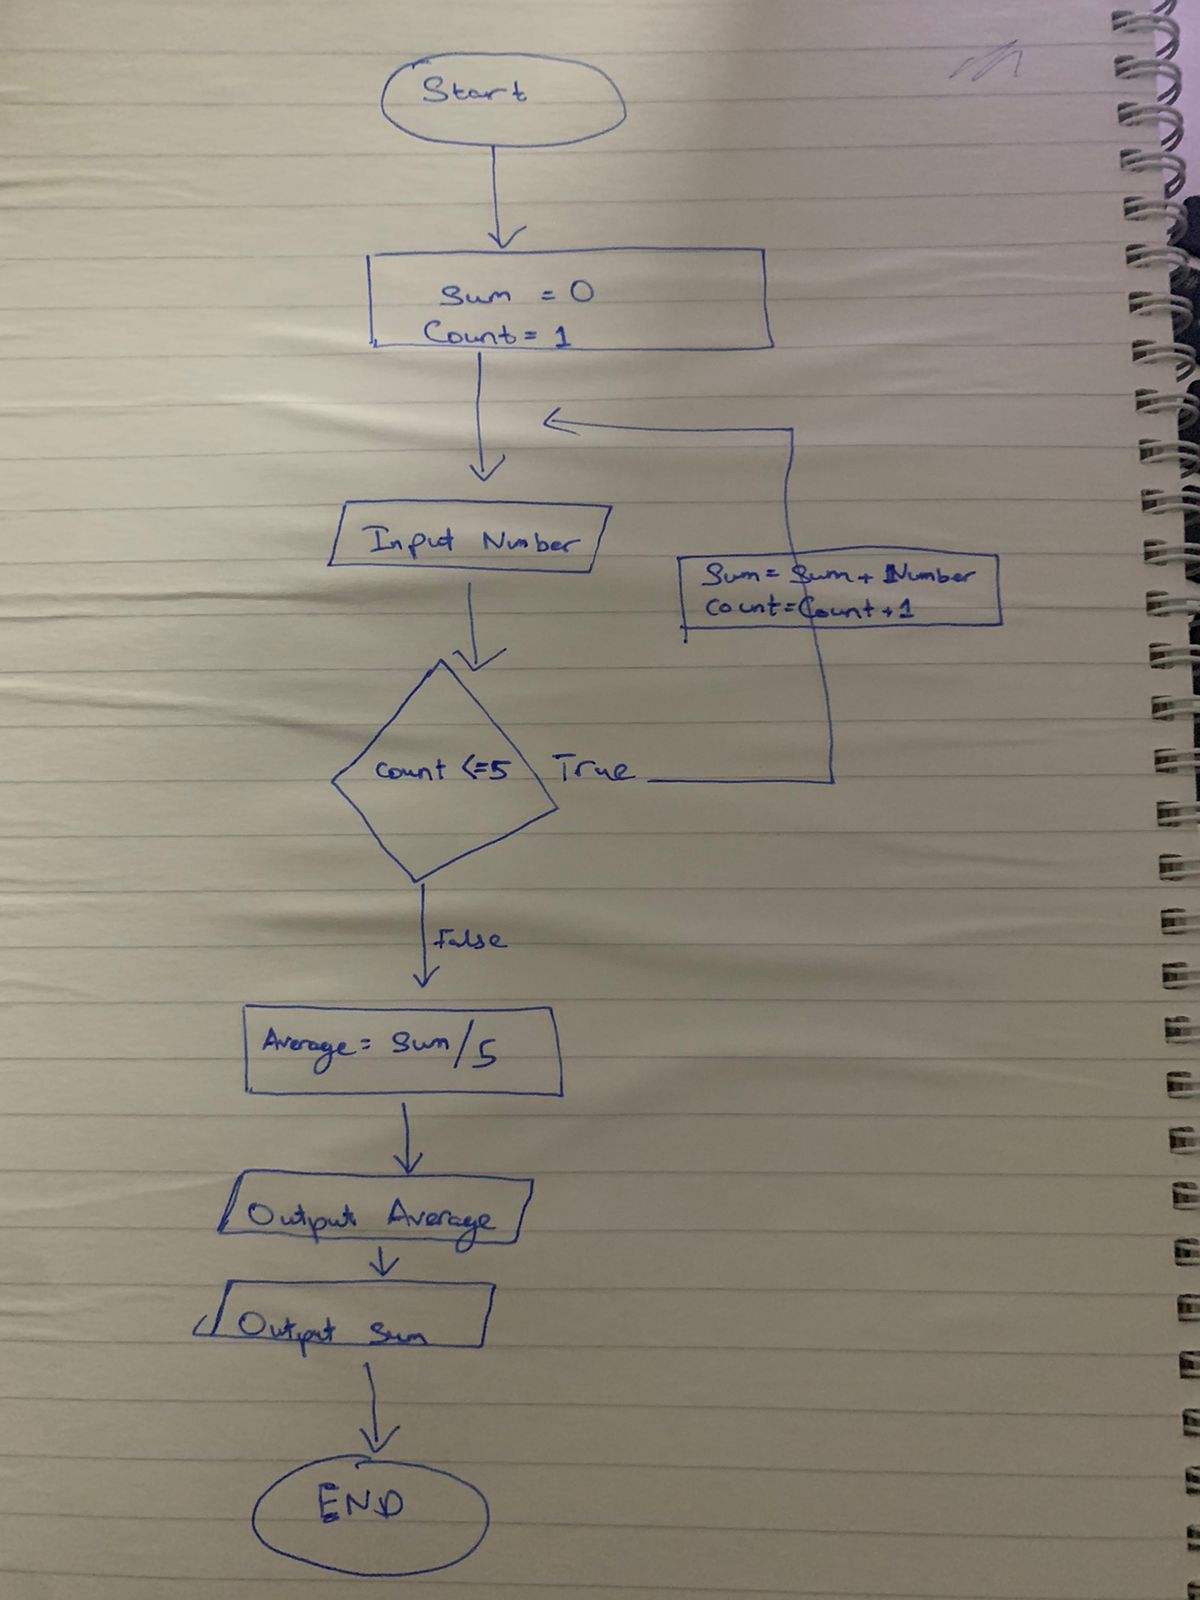 Start
Sum = 0
Count = 1
Input Number
Sum = Sum + Number
Count = Count + 1
Count <=5
True
False
Average = Sum / 5
Output Average
Output Sum
END